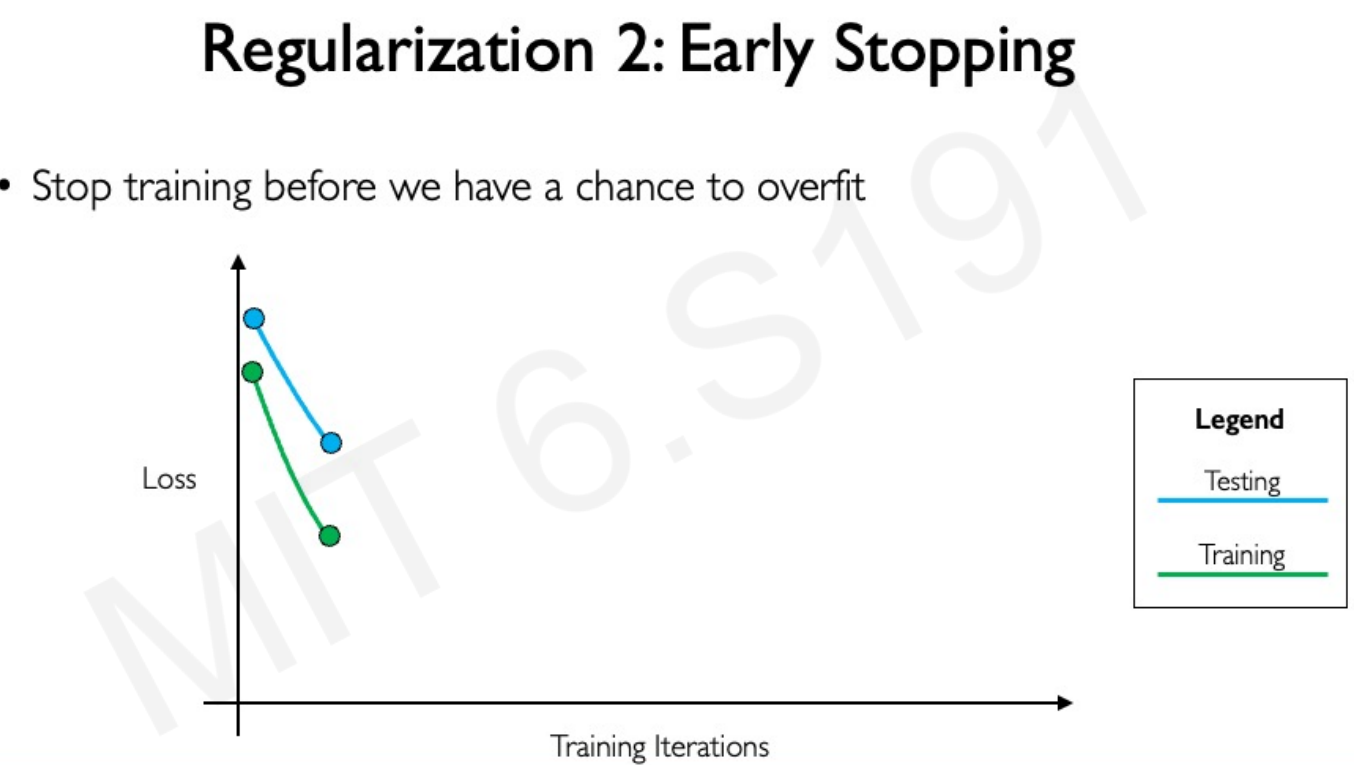 Regularization 2: Early Stopping
• Stop training before we have a chance to overfit
Loss
Legend
Testing
Training
Training Iterations
MIT 6.S191